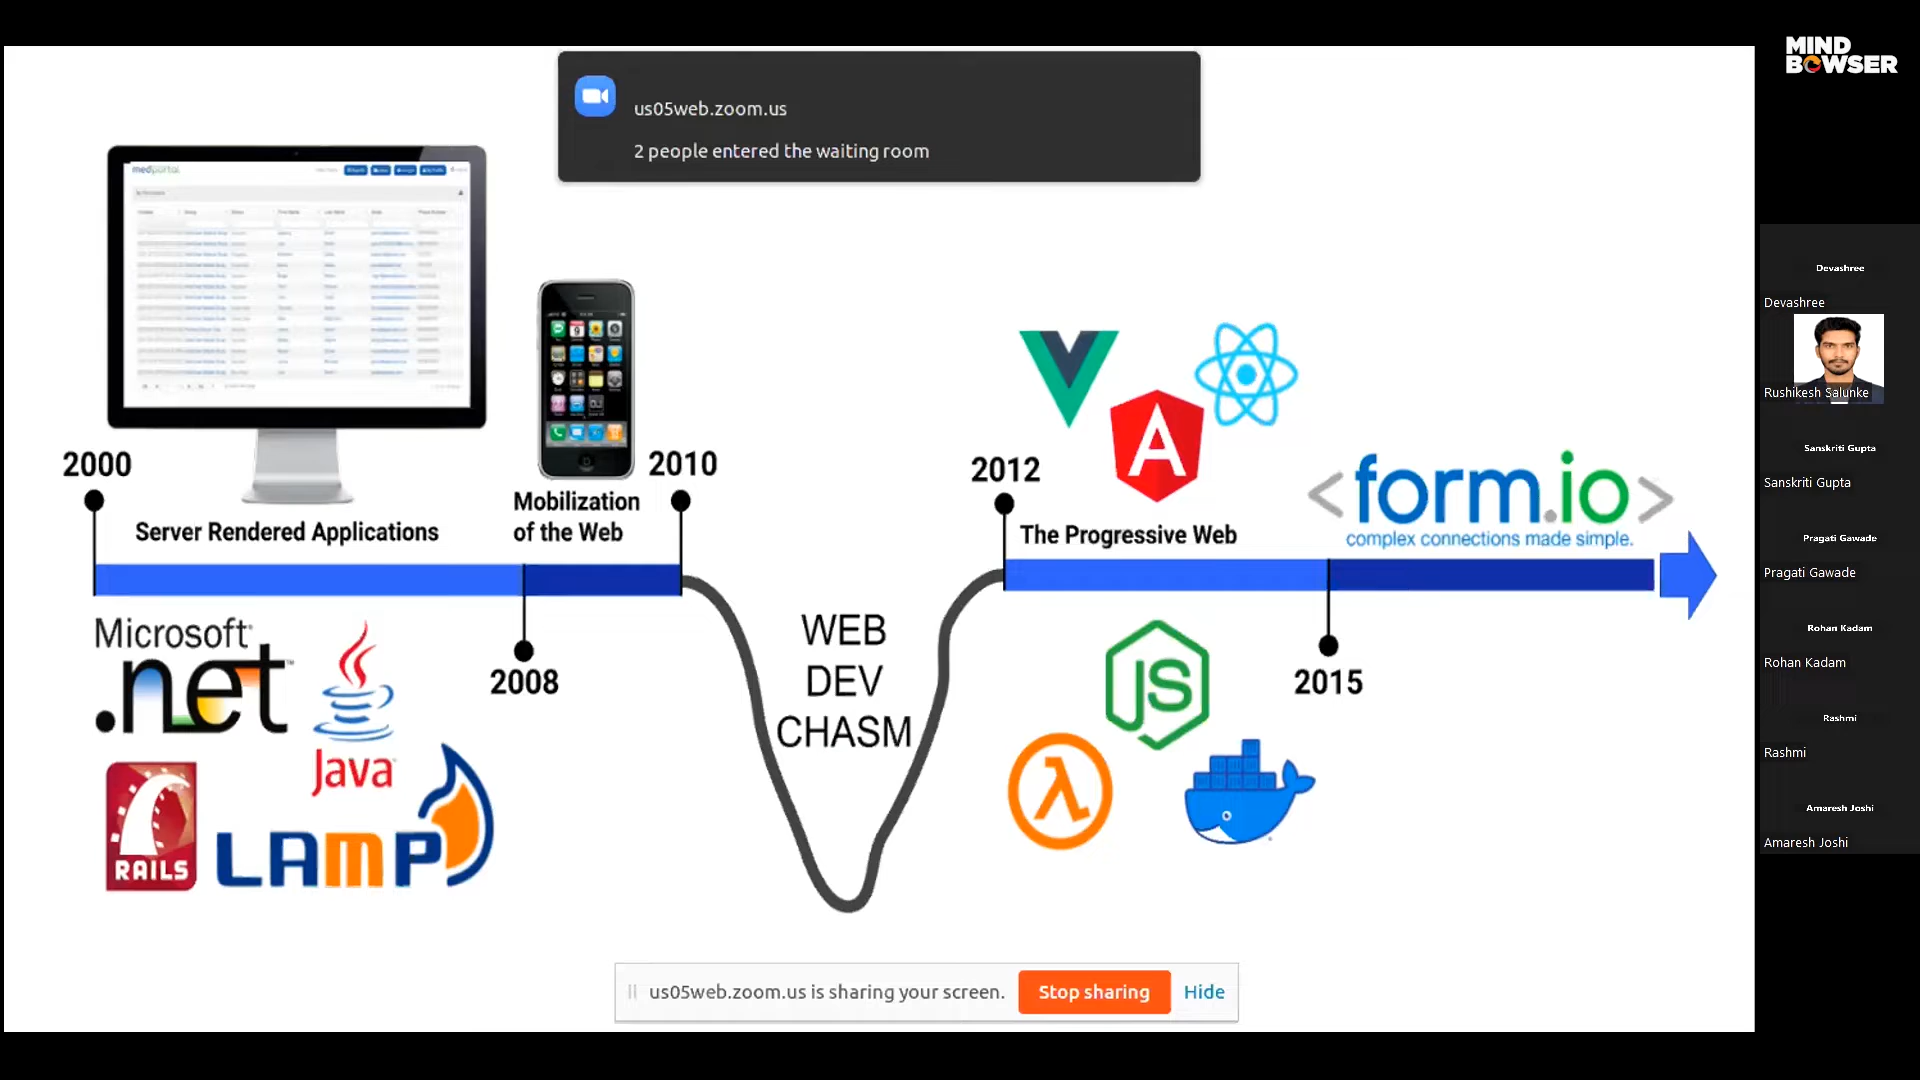 MIND
BOWSER
us05web.zoom.us
2 people entered the waiting room
medportal
2000
Server Rendered Applications
Mobilization
of the Web
2010
2012
The Progressive Web
<form.io>
complex connections made simple.
Microsoft
.net
Java
RAILS
LAMP
2008
WEB
DEV
CHASM
JS
2015
us05web.zoom.us is sharing your screen.
Stop sharing
Hide
Devashree
Devashree
Rushikesh Salunke
Sanskriti Gupta
Sanskriti Gupta
Pragati Gawade
Pragati Gawade
Rohan Kadam
Rohan Kadam
Rashmi
Rashmi
Amaresh Joshi
Amaresh Joshi